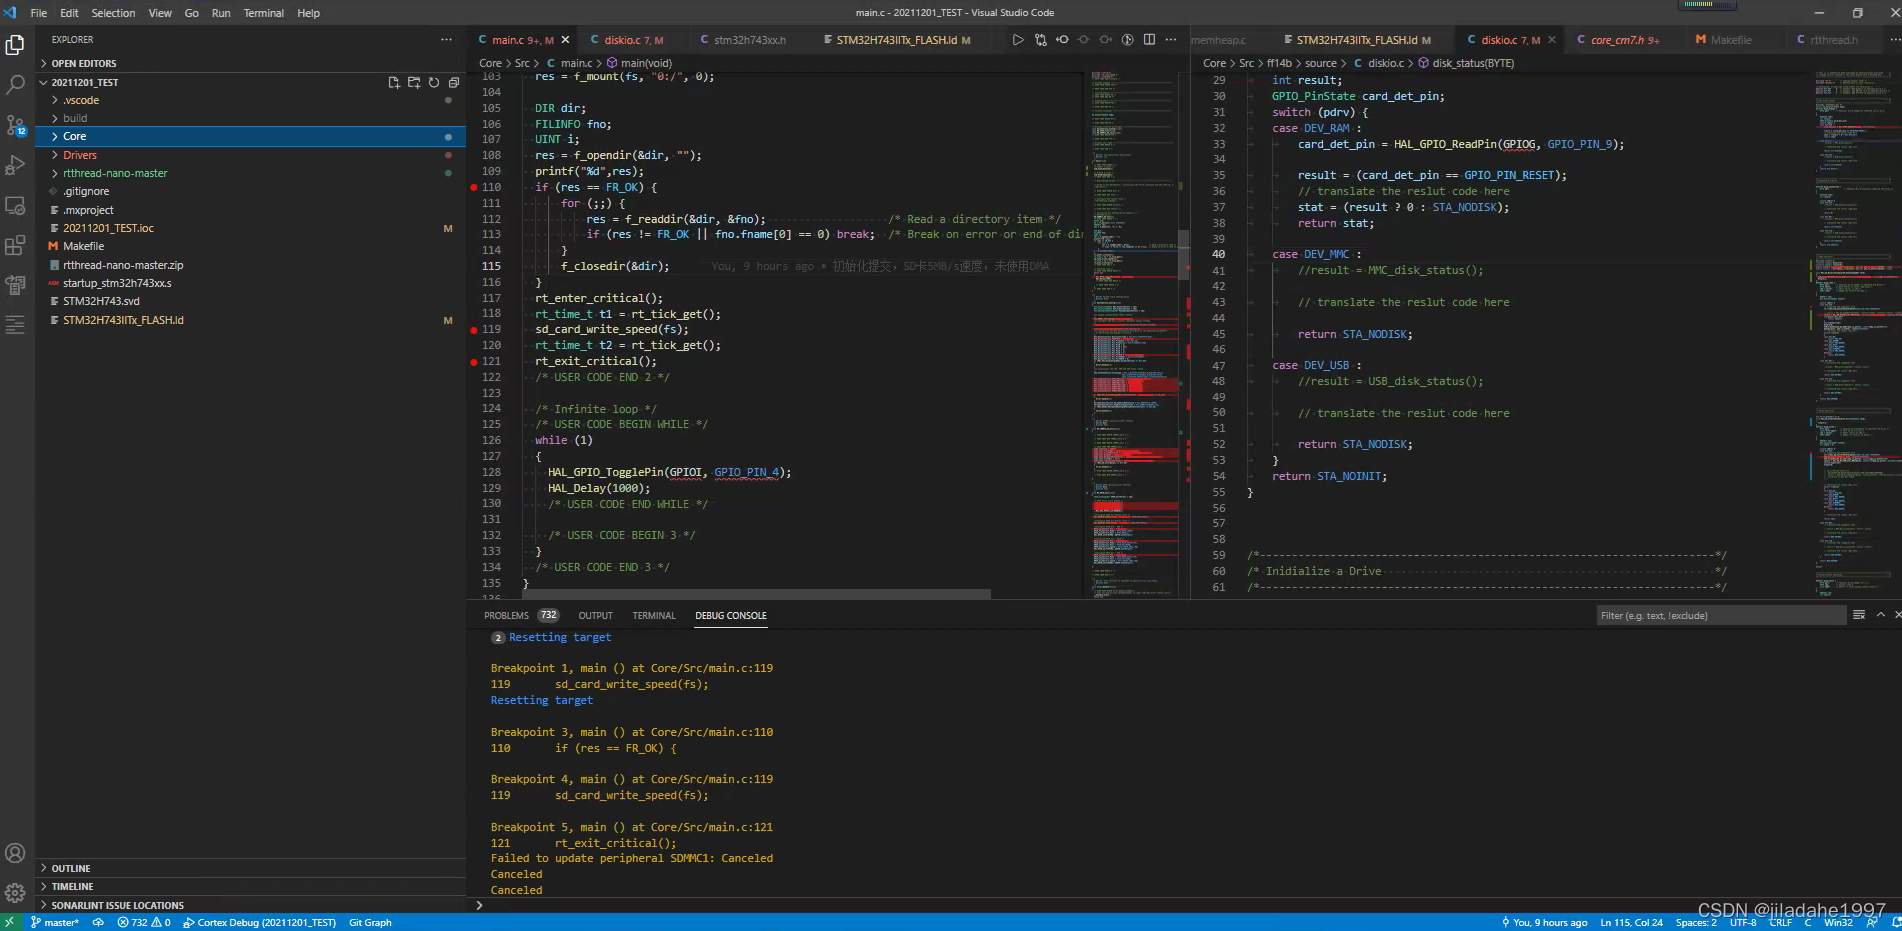 File Edit Selection View Go Run Terminal Help
main.c - 20211201_TEST - Visual Studio Code
EXPLORER
OPEN EDITORS
20211201_TEST
.vscode
build
Core
Drivers
rtthread-nano-master
.gitignore
.mxproject
20211201_TEST.ioc M
Makefile
rtthread-nano-master.zip
startup_stm32h743xx.s
STM32H743.svd
STM32H743IITx_FLASH.ld M
OUTLINE
TIMELINE
SONARLINT ISSUE LOCATIONS
12
main.c 9+, M
diskio.c 7, M
stm32h743xx.h
STM32H743IITx_FLASH.ld M
Core > Src > main.c > main(void)
103 res = f_mount(fs, "0:/", 0);
104
105 DIR dir;
106 FILINFO fno;
107 UINT i;
108 res = f_opendir(&dir, "");
109 printf("%d",res);
110 if (res == FR_OK) {
111 for (;;) {
112 res = f_readdir(&dir, &fno); /* Read a directory item */
113 if (res != FR_OK || fno.fname[0] == 0) break; /* Break on error or end of di
114 }
115 f_closedir(&dir); You, 9 hours ago • 初始化提交，SD卡5MB/s速度，未使用DMA
116 }
117 rt_enter_critical();
118 rt_time_t t1 = rt_tick_get();
119 sd_card_write_speed(fs);
120 rt_time_t t2 = rt_tick_get();
121 rt_exit_critical();
122 /* USER CODE END 2 */
123
124 /* Infinite loop */
125 /* USER CODE BEGIN WHILE */
126 while (1)
127 {
128 HAL_GPIO_TogglePin(GPIOI, GPIO_PIN_4);
129 HAL_Delay(1000);
130 /* USER CODE END WHILE */
131
132 /* USER CODE BEGIN 3 */
133 }
134 /* USER CODE END 3 */
135 }
136
memheap.c
STM32H743IITx_FLASH.ld M
diskio.c 7, M
core_cm7.h 9+
Makefile
rtthread.h
Core > Src > ff14b > source > diskio.c > disk_status(BYTE)
29 int result;
30 GPIO_PinState card_det_pin;
31 switch (pdrv) {
32 case DEV_RAM :
33 card_det_pin = HAL_GPIO_ReadPin(GPIOG, GPIO_PIN_9);
34
35 result = (card_det_pin == GPIO_PIN_RESET);
36 // translate the reslut code here
37 stat = (result ? 0 : STA_NODISK);
38 return stat;
39
40 case DEV_MMC :
41 //result = MMC_disk_status();
42
43 // translate the reslut code here
44
45 return STA_NODISK;
46
47 case DEV_USB :
48 //result = USB_disk_status();
49
50 // translate the reslut code here
51
52 return STA_NODISK;
53 }
54 return STA_NOINIT;
55 }
56
57
58
59 /*-----------------------------------------------------------------------*/
60 /* Inidialize a Drive */
61 /*-----------------------------------------------------------------------*/
PROBLEMS 732 OUTPUT TERMINAL DEBUG CONSOLE
Filter (e.g. text, !exclude)
2 Resetting target
Breakpoint 1, main () at Core/Src/main.c:119
119 sd_card_write_speed(fs);
Resetting target
Breakpoint 3, main () at Core/Src/main.c:110
110 if (res == FR_OK) {
Breakpoint 4, main () at Core/Src/main.c:119
119 sd_card_write_speed(fs);
Breakpoint 5, main () at Core/Src/main.c:121
121 rt_exit_critical();
Failed to update peripheral SDMMC1: Canceled
Canceled
Canceled
master* 732 0 Cortex Debug (20211201_TEST) Git Graph
You, 9 hours ago Ln 115, Col 24 Spaces: 2 UTF-8 CRLF C Win32
CSDN @jiladahe1997